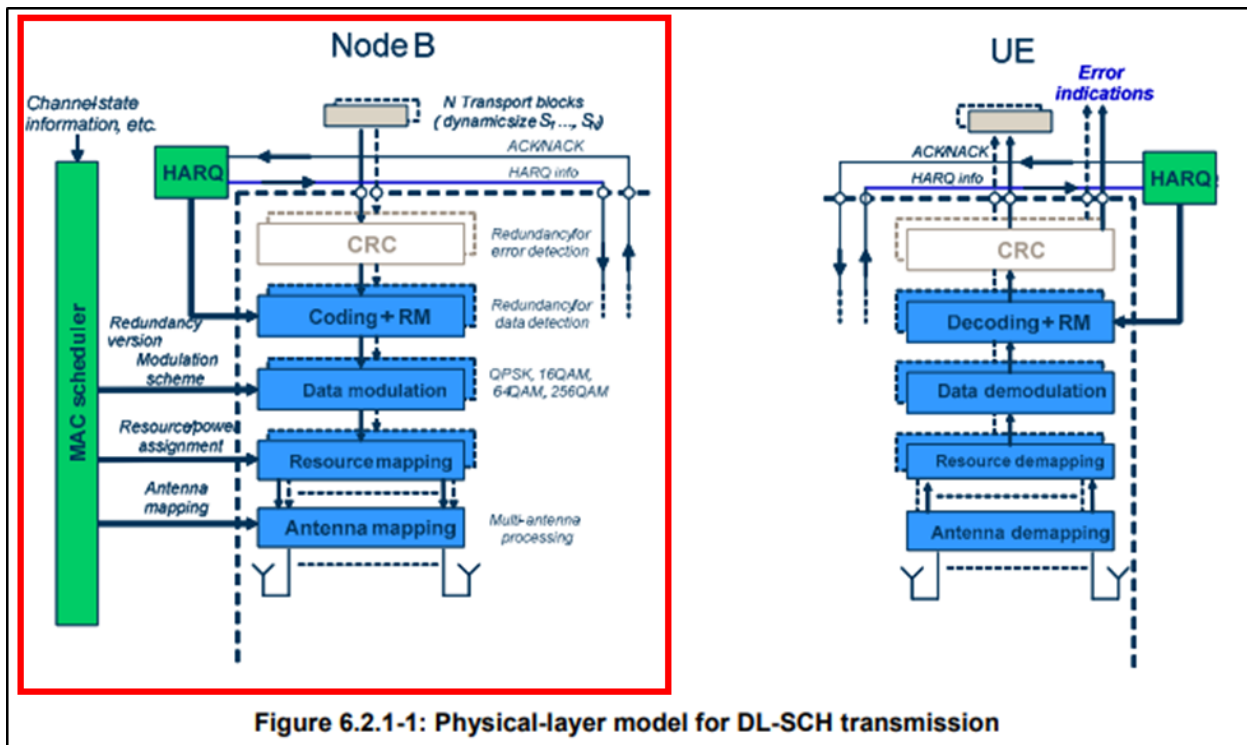 Node B
Channel-state
information, etc.
N Transport blocks
(dynamic size S1 ..., SN)
ACK/NACK
HARQ
HARQ info
CRC
Redundancy for
error detection
Coding + RM
Redundancy for
data detection
Redundancy
version
Modulation
scheme
Data modulation
QPSK, 16QAM,
64QAM, 256QAM
MAC scheduler
Resource/power
assignment
Resource mapping
Antenna
mapping
Antenna mapping
Multi-antenna
processing
UE
Error
indications
ACK/NACK
HARQ info
HARQ
CRC
Decoding + RM
Data demodulation
Resource demapping
Antenna demapping
Figure 6.2.1-1: Physical-layer model for DL-SCH transmission